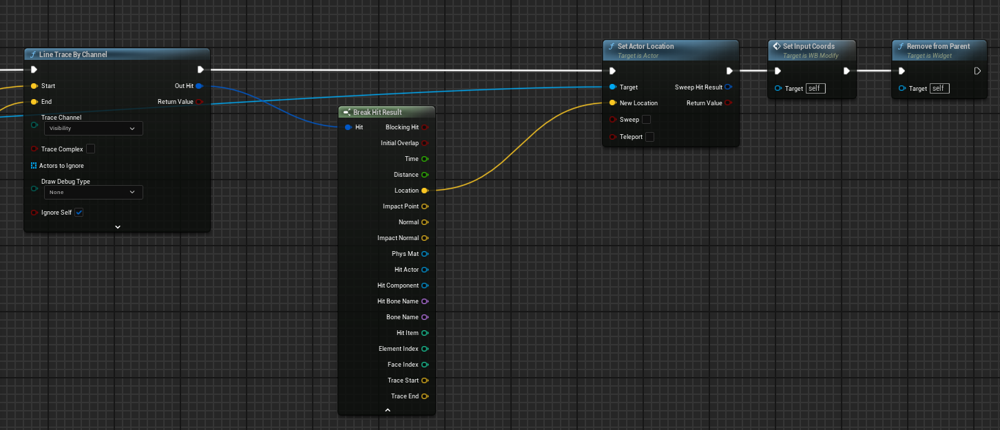 Line Trace By Channel
Start
Out Hit
End
Return Value
Trace Channel
Visibility
Trace Complex
Actors to Ignore
Draw Debug Type
None
Ignore Self
Break Hit Result
Hit
Blocking Hit
Initial Overlap
Time
Distance
Location
Impact Point
Normal
Impact Normal
Phys Mat
Hit Actor
Hit Component
Hit Bone Name
Bone Name
Hit Item
Element Index
Face Index
Trace Start
Trace End
Set Actor Location
Target is Actor
Target
Sweep Hit Result
New Location
Return Value
Sweep
Teleport
Set Input Coords
Target is WB Modify
Target self
Remove from Parent
Target is Widget
Target self